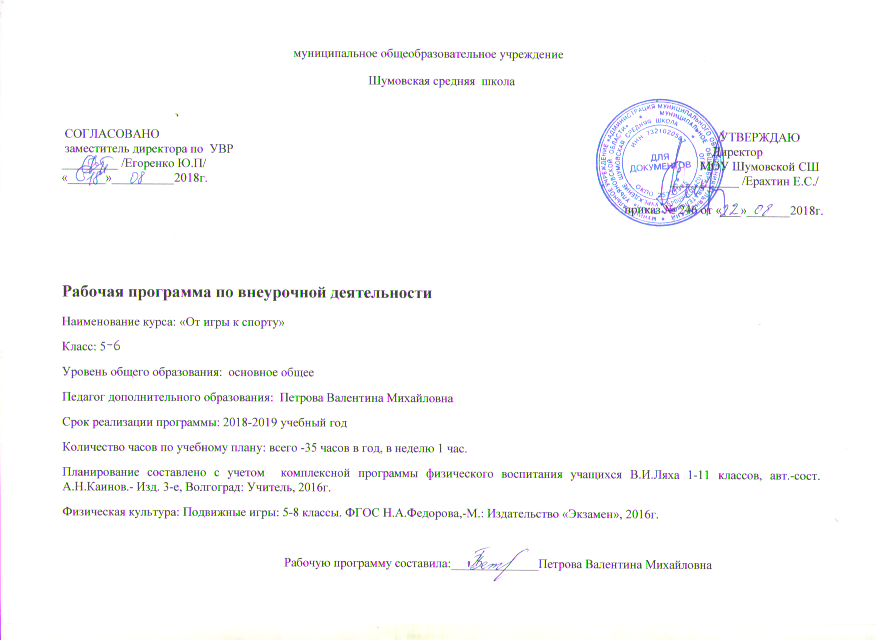 муниципальное общеобразовательное учреждение
Шумовская средняя школа
СОГЛАСОВАНО
заместитель директора по УВР
_________ /Егоренко Ю.П/
«______»__08______2018г.
УТВЕРЖДАЮ
Директор
МОУ Шумовской СШ
_______ /Ерахтин Е.С./
приказ № 246 от «22»__08____2018г.
ДЛЯ
ДОКУМЕНТОВ
Рабочая программа по внеурочной деятельности
Наименование курса: «От игры к спорту»
Класс: 5-6
Уровень общего образования: основное общее
Педагог дополнительного образования: Петрова Валентина Михайловна
Срок реализации программы: 2018-2019 учебный год
Количество часов по учебному плану: всего -35 часов в год, в неделю 1 час.
Планирование составлено с учетом комплексной программы физического воспитания учащихся В.И.Ляха 1-11 классов, авт.-сост.
А.Н.Каинов.- Изд. 3-е, Волгоград: Учитель, 2016г.
Физическая культура: Подвижные игры: 5-8 классы. ФГОС Н.А.Федорова,-М.: Издательство «Экзамен», 2016г.
Рабочую программу составила:______________Петрова Валентина Михайловна